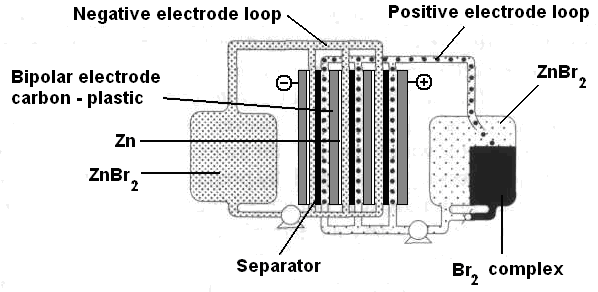 Negative electrode loop
Positive electrode loop
Bipolar electrode
carbon - plastic
Zn
ZnBr2
−
+
ZnBr2
Separator
Br2 complex